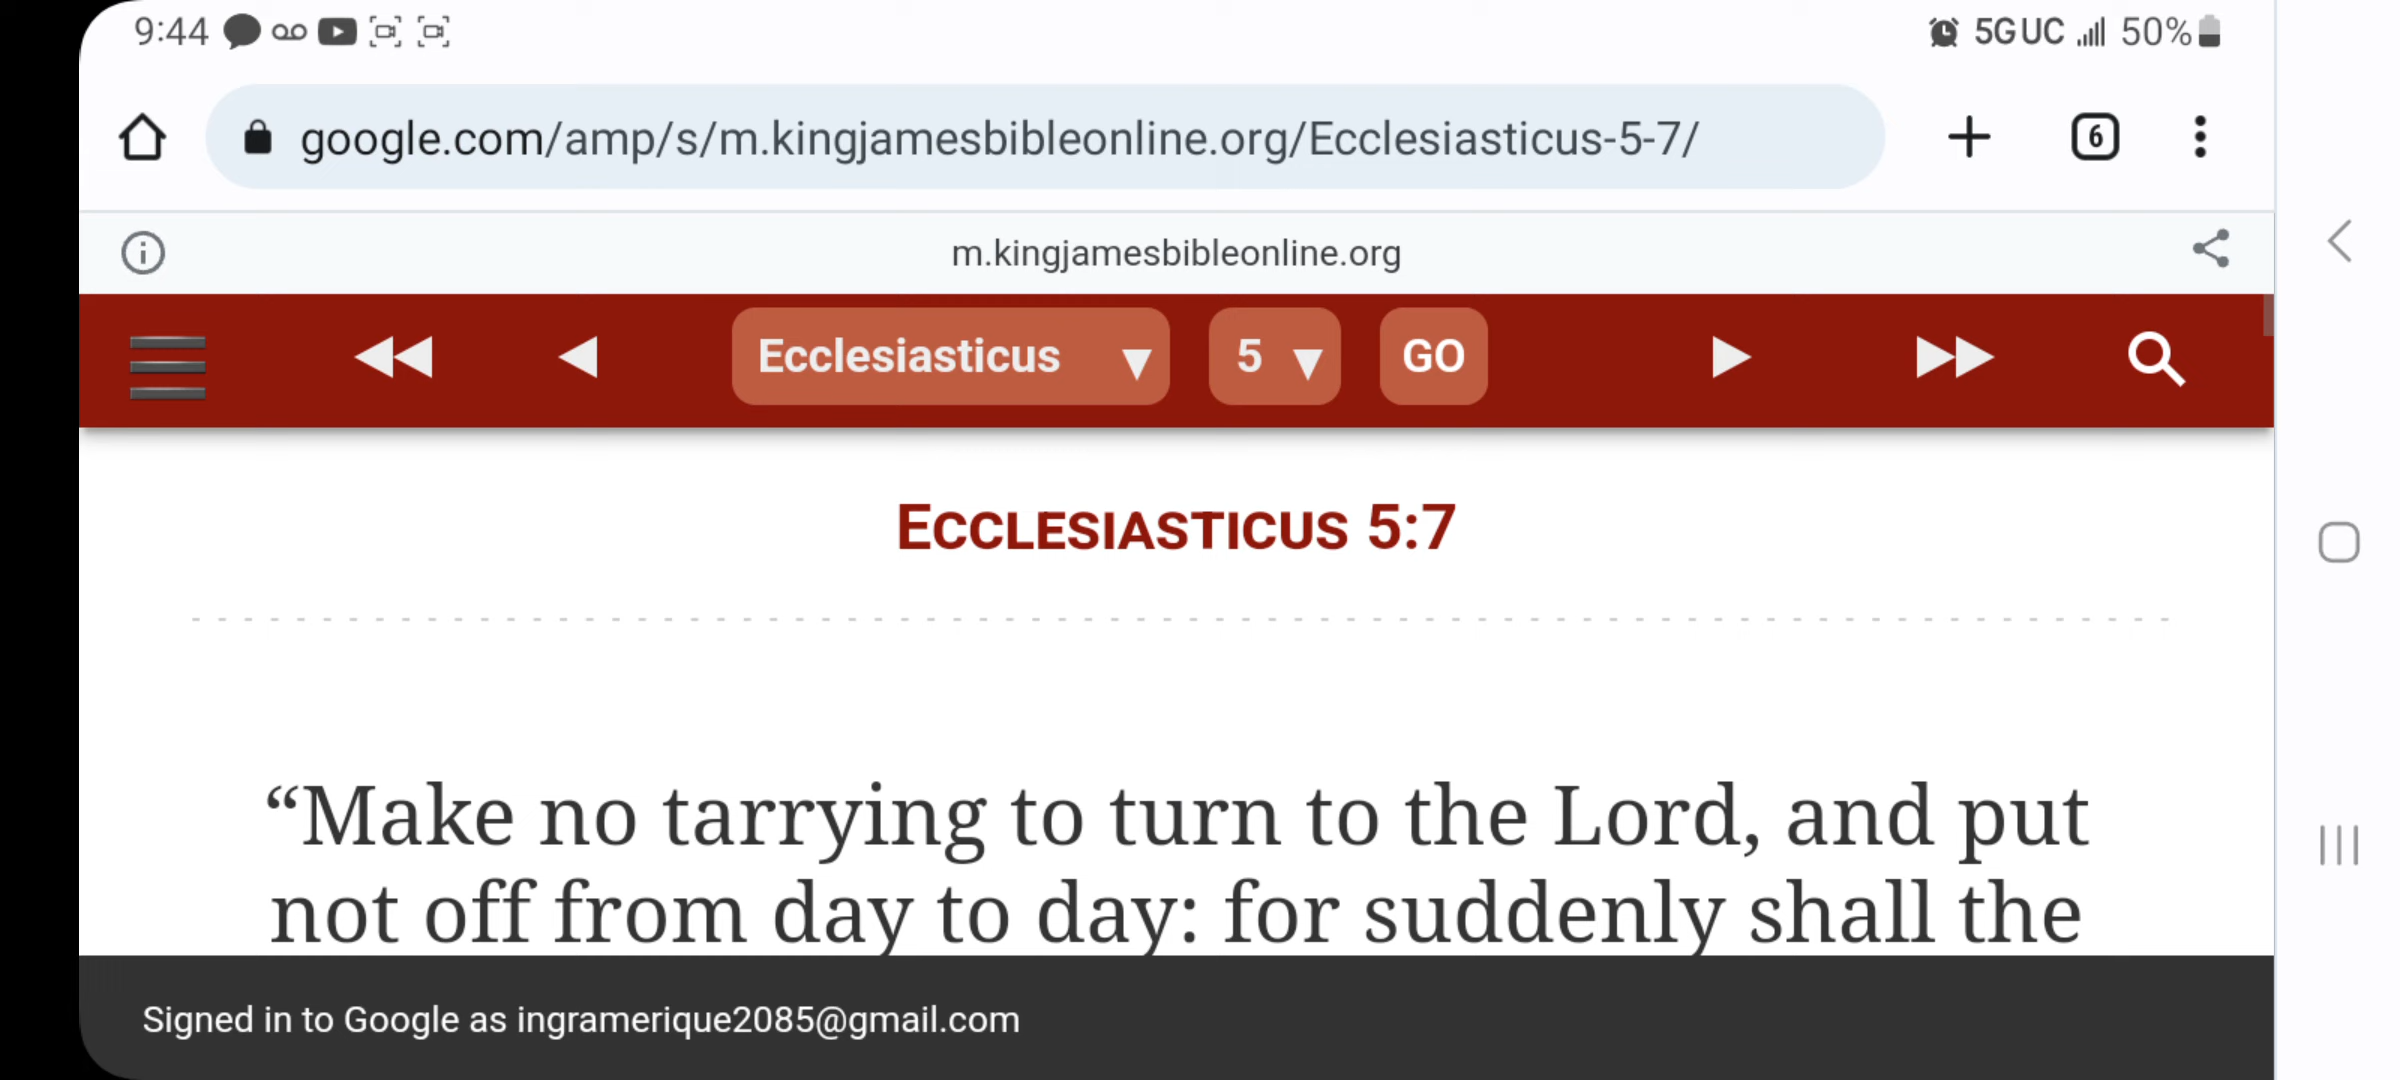 9:44
5G UC 50%
google.com/amp/s/m.kingjamesbibleonline.org/Ecclesiasticus-5-7/
6
m.kingjamesbibleonline.org
Ecclesiasticus 5 GO
ECCLESIASTICUS 5:7
“Make no tarrying to turn to the Lord, and put
not off from day to day: for suddenly shall the
Signed in to Google as ingramerique2085@gmail.com